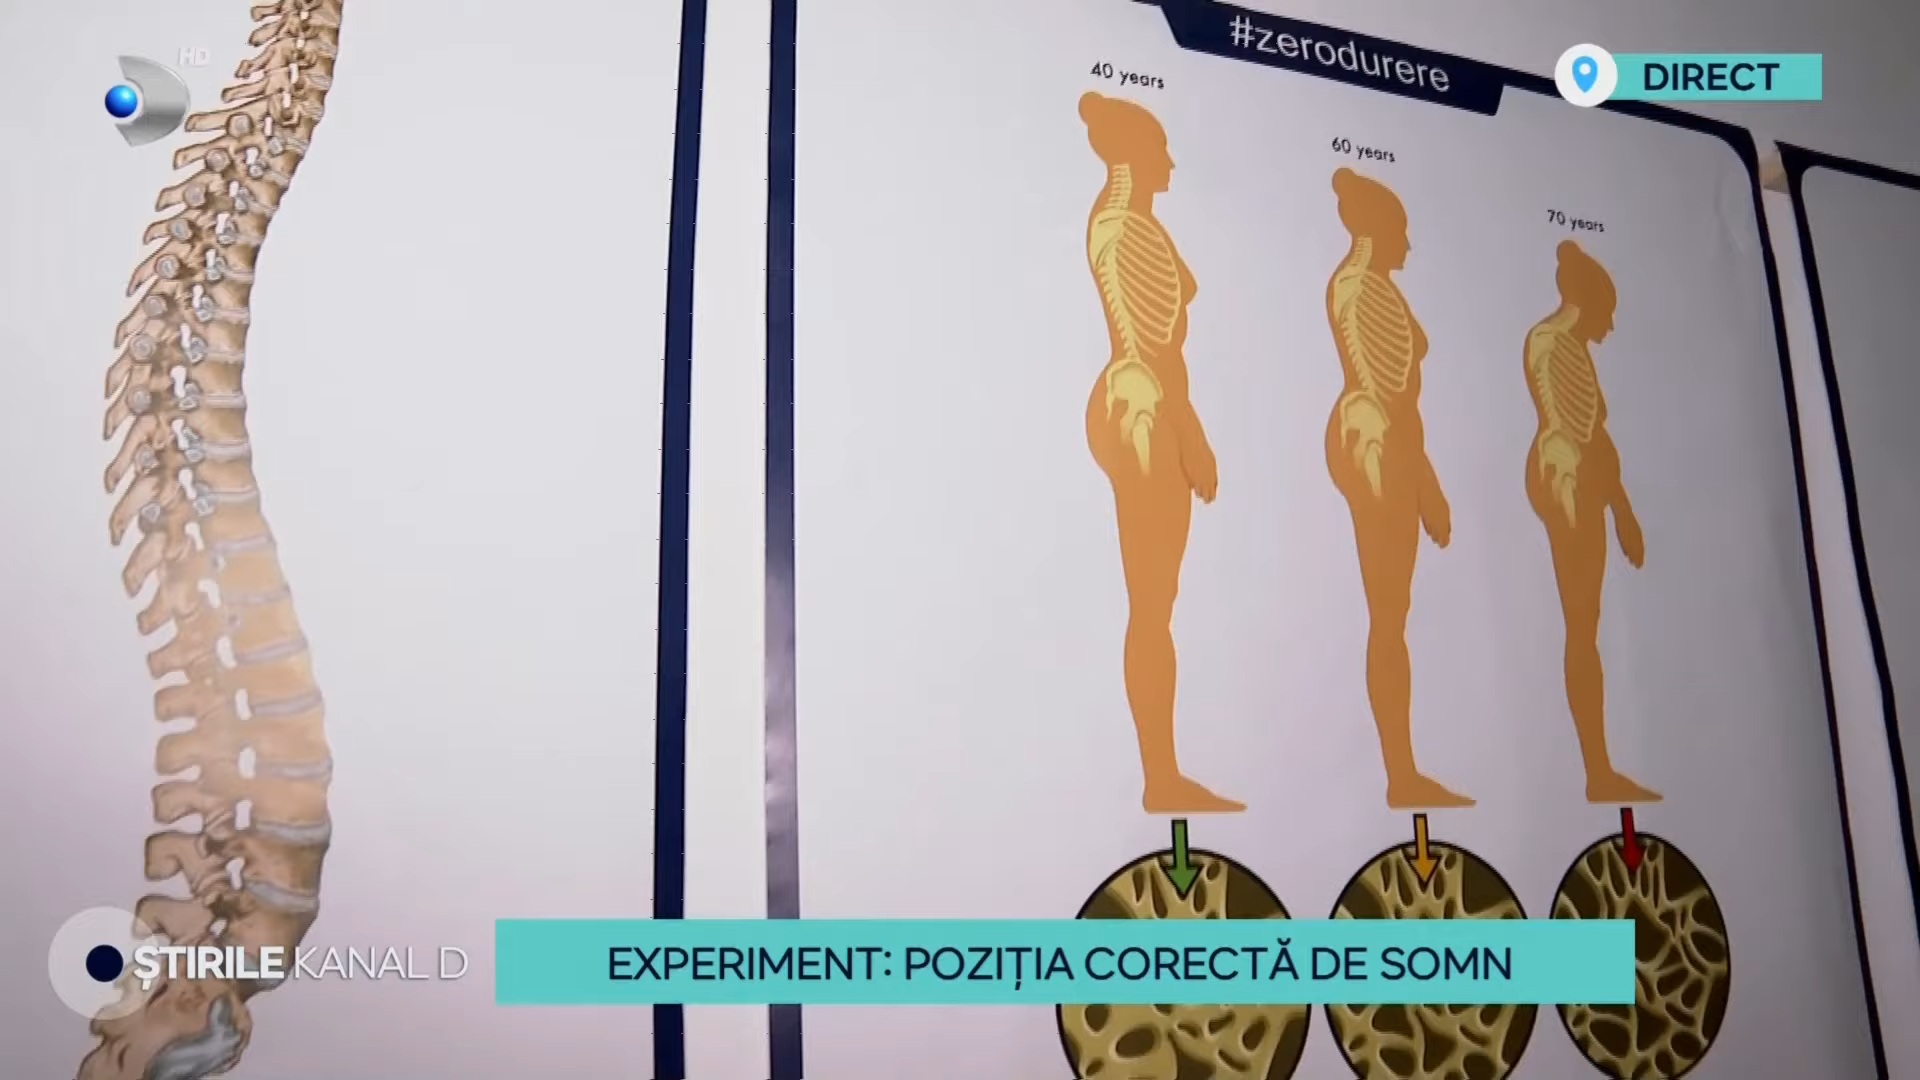 HD
#zerodurere
DIRECT
40 years
60 years
70 years
ȘTIRILE KANAL D
EXPERIMENT: POZIȚIA CORECTĂ DE SOMN